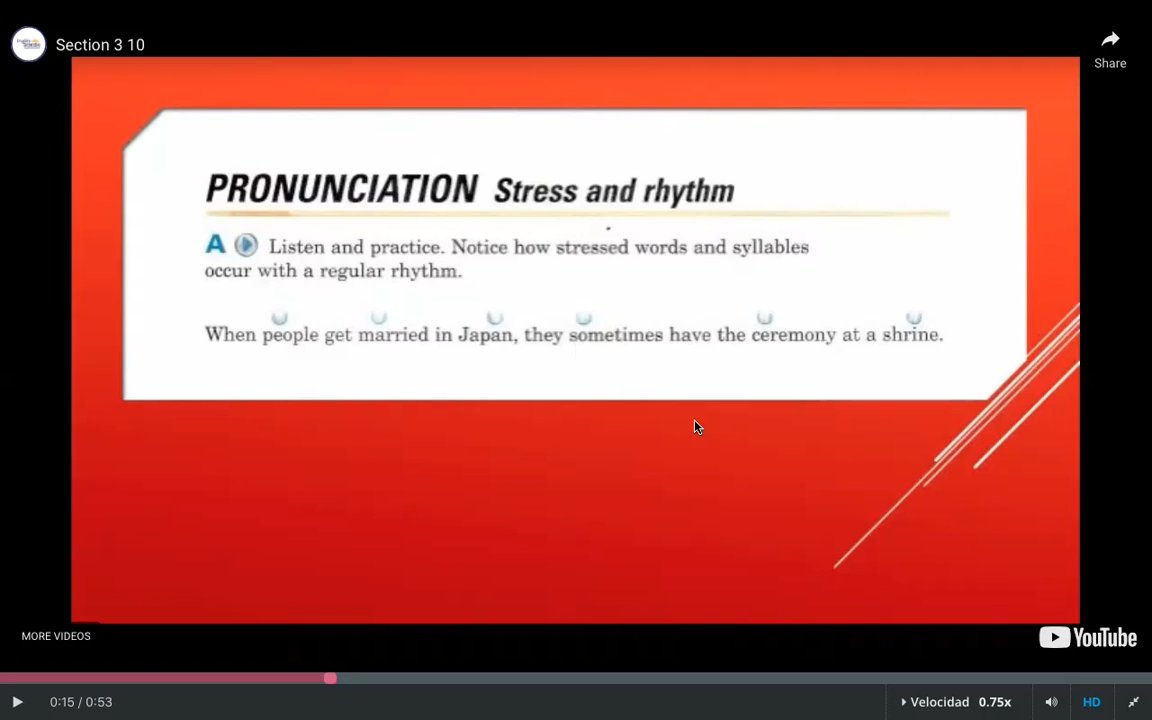 Section 3 10
Share
PRONUNCIATION Stress and rhythm
A Listen and practice. Notice how stressed words and syllables
occur with a regular rhythm.
When people get married in Japan, they sometimes have the ceremony at a shrine.
MORE VIDEOS
YouTube
0:15 / 0:53
Velocidad 0.75x
HD